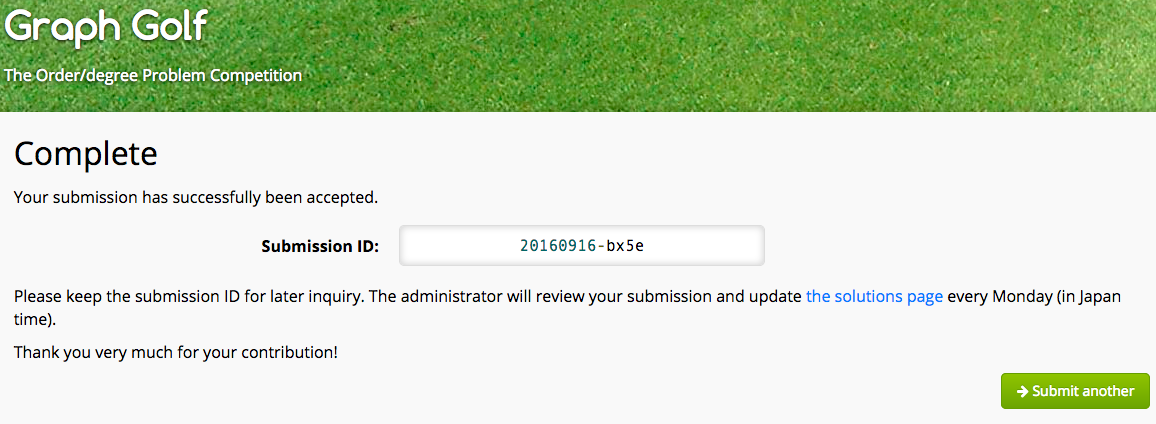 Graph Golf
The Order/degree Problem Competition
Complete
Your submission has successfully been accepted.
Submission ID: 20160916-bx5e
Please keep the submission ID for later inquiry. The administrator will review your submission and update the solutions page every Monday (in Japan
time).
Thank you very much for your contribution!
Submit another